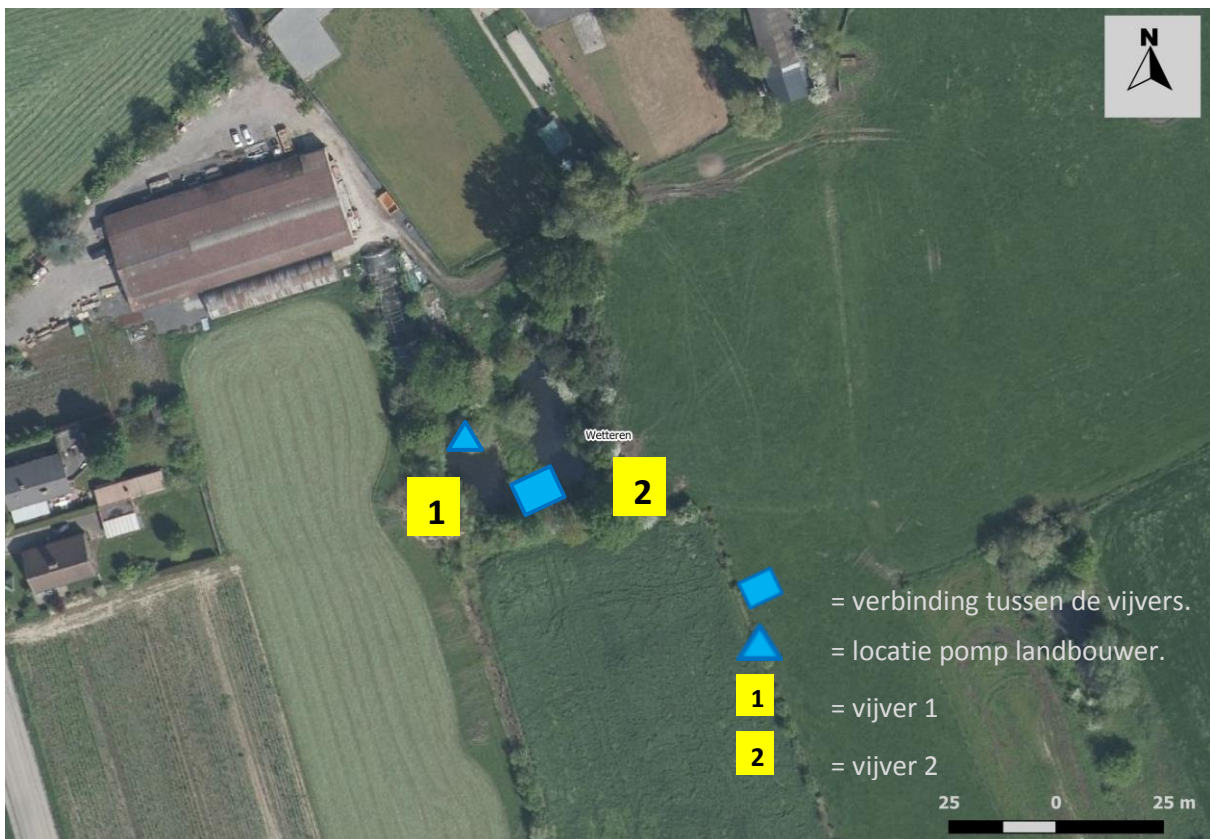 N
Wetteren
1
2
= verbinding tussen de vijvers.
= locatie pomp landbouwer.
1 = vijver 1
2 = vijver 2
25 0 25 m